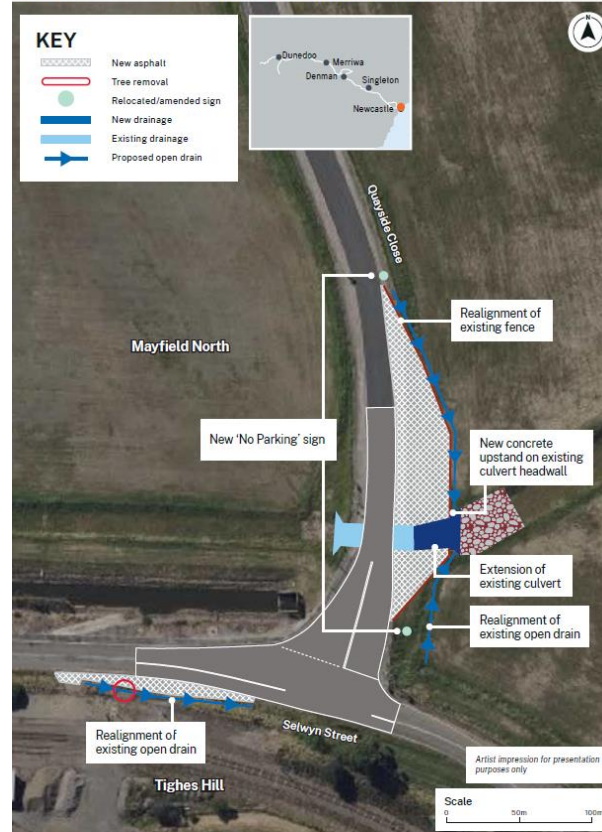 KEY
New asphalt
Tree removal
Relocated/amended sign
New drainage
Existing drainage
Proposed open drain
Dunedoo
Merriwa
Denman
Singleton
Newcastle
N
Quayside Close
Realignment of
existing fence
Mayfield North
New 'No Parking' sign
New concrete
upstand on existing
culvert headwall
Extension of
existing culvert
Realignment of
existing open drain
Realignment of
existing open drain
Selwyn Street
Tighes Hill
Artist impression for presentation
purposes only
Scale
0 50m 100m